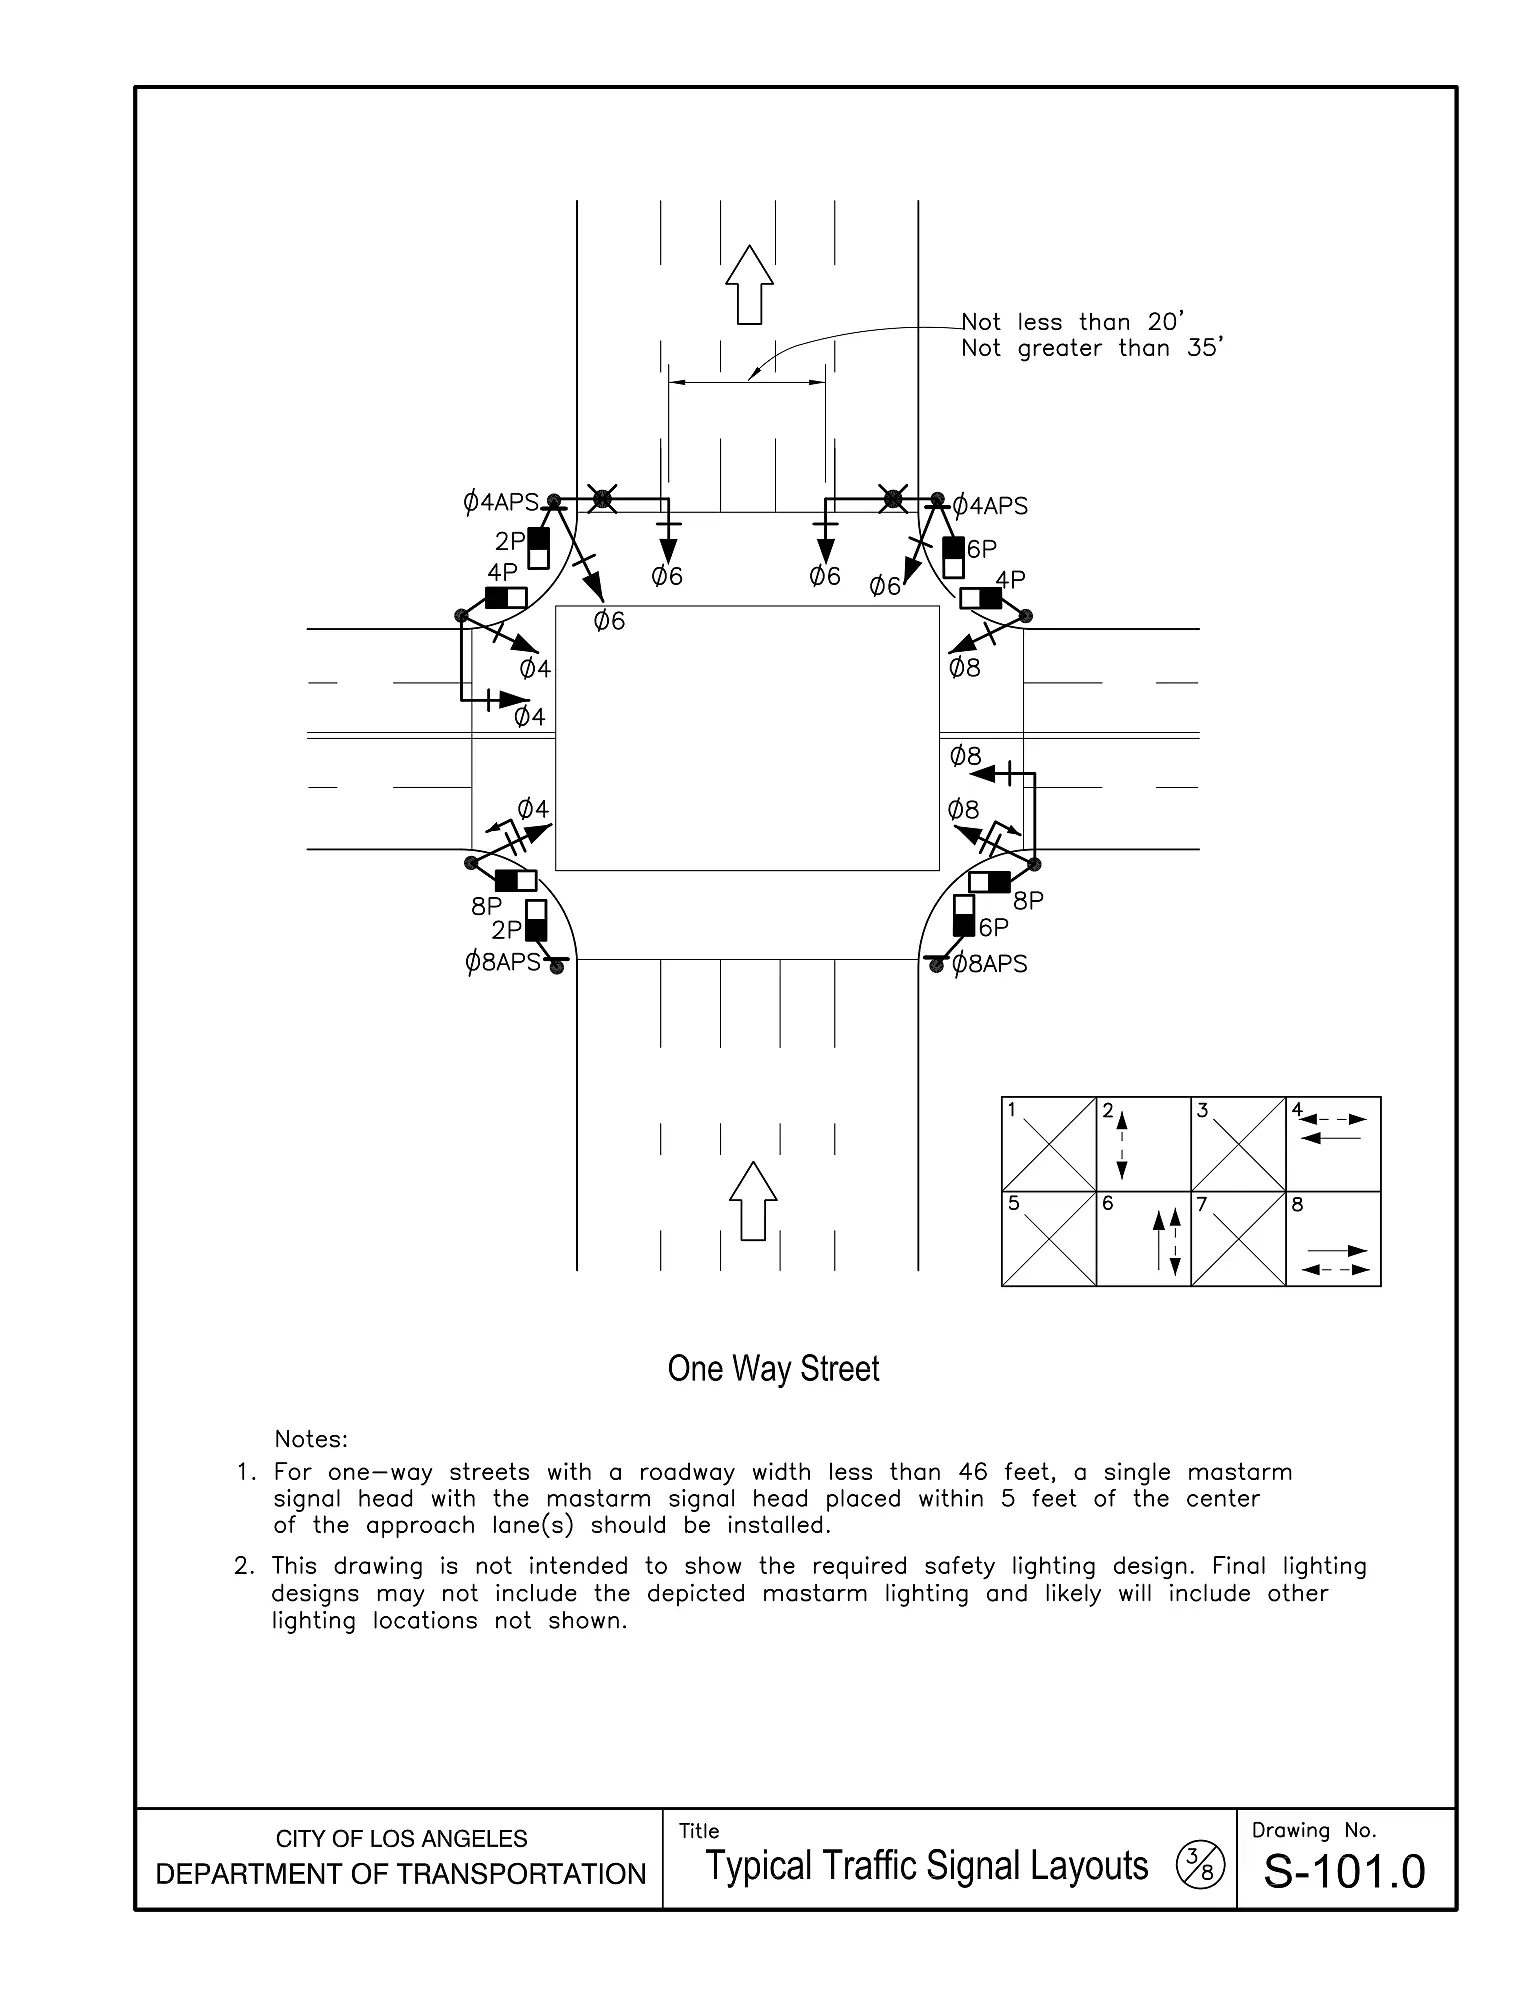 Not less than 20'
Not greater than 35'
Ø4APS
Ø4APS
2P
6P
4P
4P
Ø6
Ø6
Ø6
Ø6
Ø4
Ø8
Ø4
Ø8
Ø4
Ø8
8P
8P
2P
6P
Ø8APS
Ø8APS
1 2 3 4
5 6 7 8
One Way Street
Notes:
1. For one-way streets with a roadway width less than 46 feet, a single mastarm
signal head with the mastarm signal head placed within 5 feet of the center
of the approach lane(s) should be installed.
2. This drawing is not intended to show the required safety lighting design. Final lighting
designs may not include the depicted mastarm lighting and likely will include other
lighting locations not shown.
CITY OF LOS ANGELES
DEPARTMENT OF TRANSPORTATION
Title
Typical Traffic Signal Layouts
3/8
Drawing No.
S-101.0